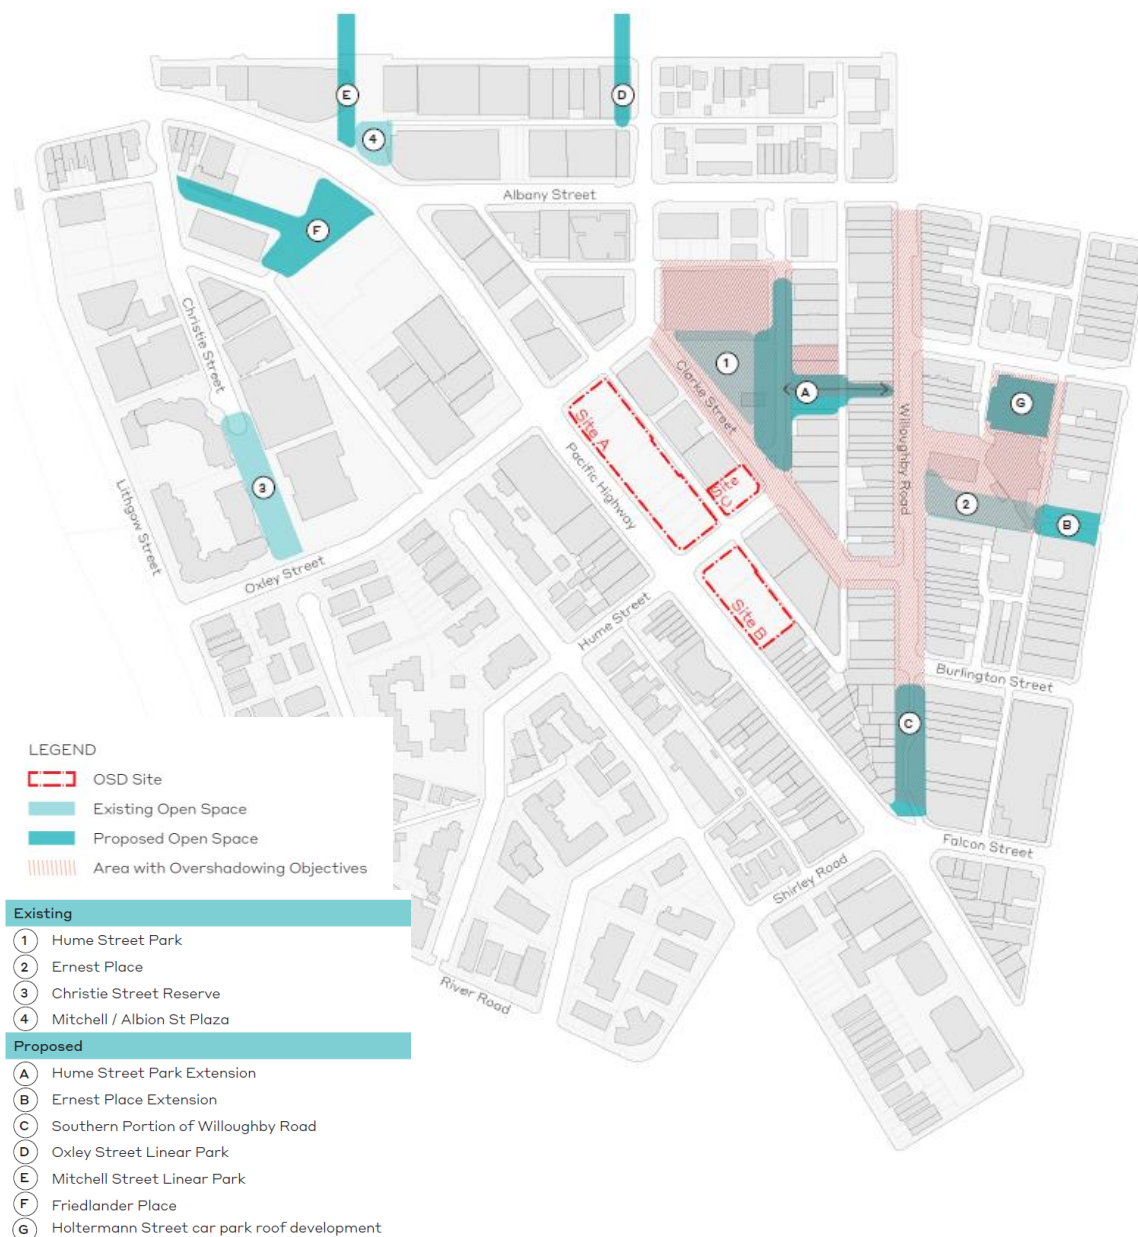 E
D
4
Albany Street
F
Christie Street
1
Clarke Street
A
G
Site A
Pacific Highway
Site C
Willoughby Road
3
2
B
Lithgow Street
Oxley Street
Hume Street
Site B
Burlington Street
C
Falcon Street
Shirley Road
River Road
LEGEND
OSD Site
Existing Open Space
Proposed Open Space
Area with Overshadowing Objectives
Existing
1 Hume Street Park
2 Ernest Place
3 Christie Street Reserve
4 Mitchell / Albion St Plaza
Proposed
A Hume Street Park Extension
B Ernest Place Extension
C Southern Portion of Willoughby Road
D Oxley Street Linear Park
E Mitchell Street Linear Park
F Friedlander Place
G Holtermann Street car park roof development